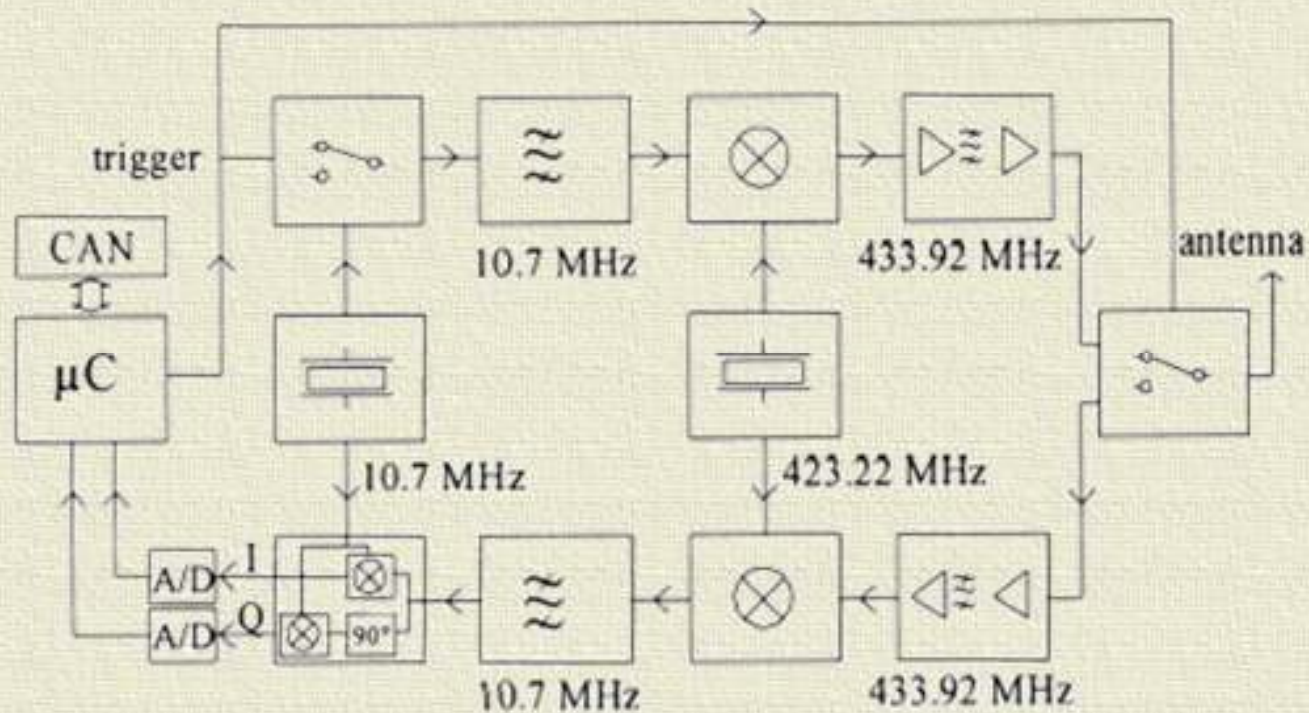 trigger
CAN
10.7 MHz
433.92 MHz
antenna
µC
10.7 MHz
423.22 MHz
A/D
I
A/D
Q
90°
10.7 MHz
433.92 MHz